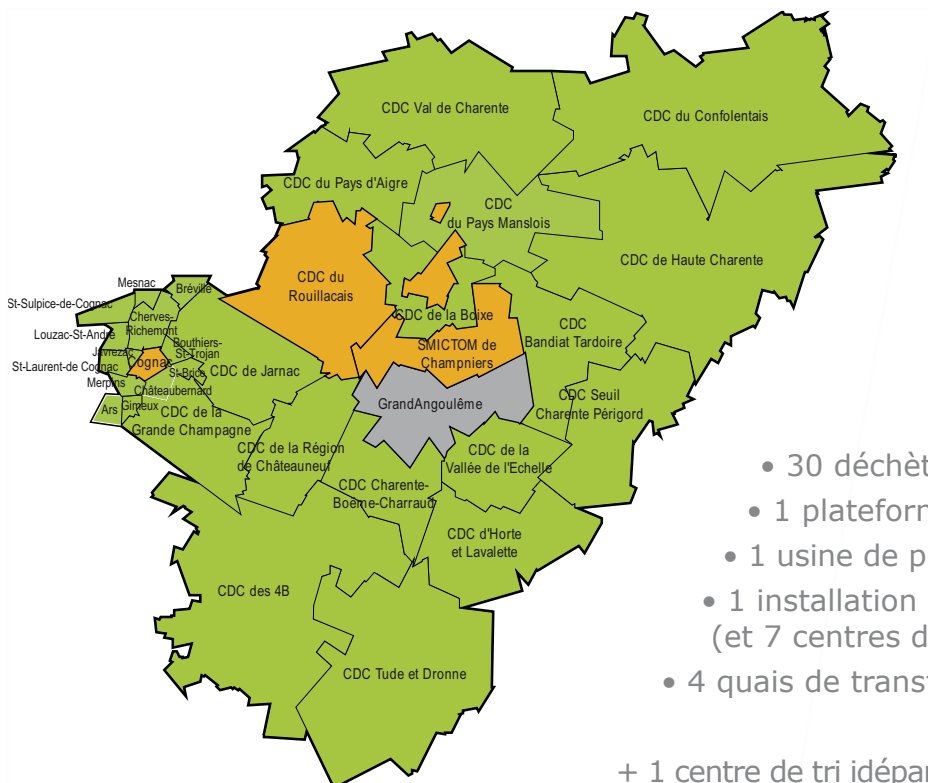 CDC Val de Charente
CDC du Confolentais
CDC du Pays d'Aigre
CDC
du Pays Manslois
CDC de Haute Charente
CDC du
Rouillacais
Mesnac
Bréville
St-Sulpice-de-Cognac
Cherves-
Richemont
Louzac-St-André
Bouthiers-
St-Trojan
Javrezac
Cognac
St-Laurent-de Cognac
St-Brice
Merpins
Châteaubernard
Ars
Gimeux
CDC de Jarnac
CDC de la
Grande Champagne
CDC de la Boixe
SMICTOM de
Champniers
CDC
Bandiat Tardoire
GrandAngoulême
CDC Seuil
Charente Périgord
CDC de la Région
de Châteauneuf
CDC de la
Vallée de l'Echelle
CDC Charente-
Boëme-Charraud
CDC d'Horte
et Lavalette
CDC des 4B
CDC Tude et Dronne
• 30 déchèt
• 1 plateforn
• 1 usine de p
• 1 installation
(et 7 centres d
• 4 quais de transf
+ 1 centre de tri idépar